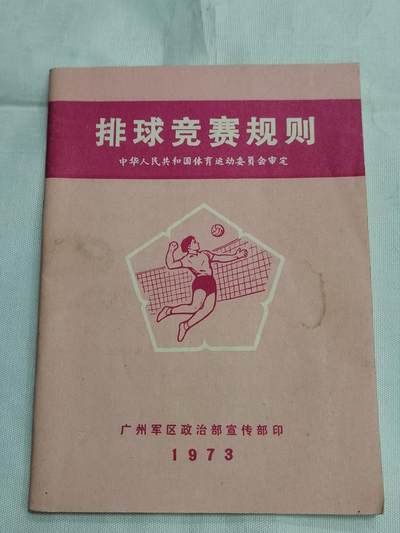 排球竞赛规则
中华人民共和国体育运动委员会审定
广州军区政治部宣传部印
1973